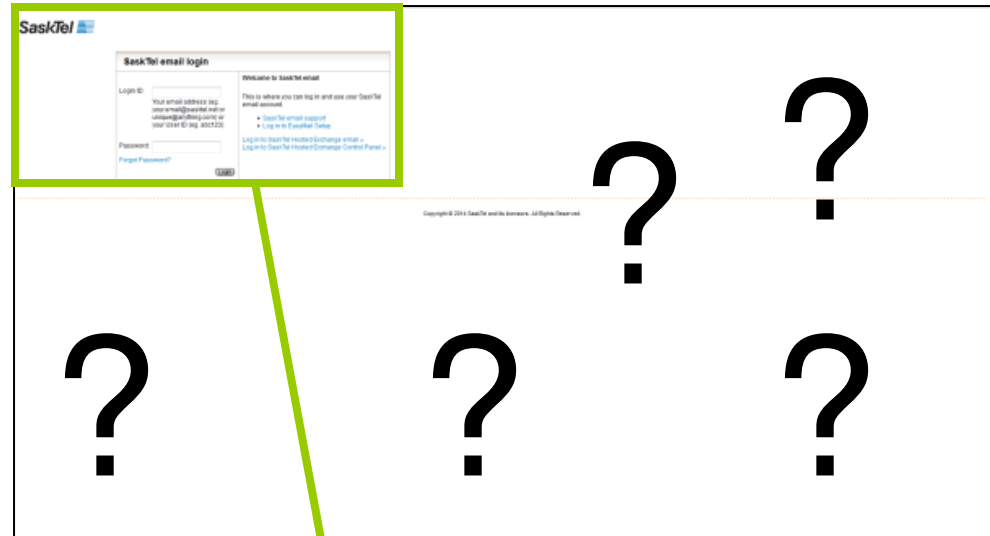 SaskTel
SaskTel email login
Login ID:
Your email address (eg.
your.email@sasktel.net or
unique@anything.com) or
your User ID (eg. abc123)
Password:
Forgot Password?
Login
Welcome to SaskTel email
This is where you can log in and use your SaskTel
email account.
SaskTel email support
Log in to EasyMail Setup
Log in to SaskTel Hosted Exchange email »
Log in to SaskTel Hosted Exchange Control Panel »
?
?
Copyright © 2014 SaskTel and its licensors. All Rights Reserved.
?
?
?